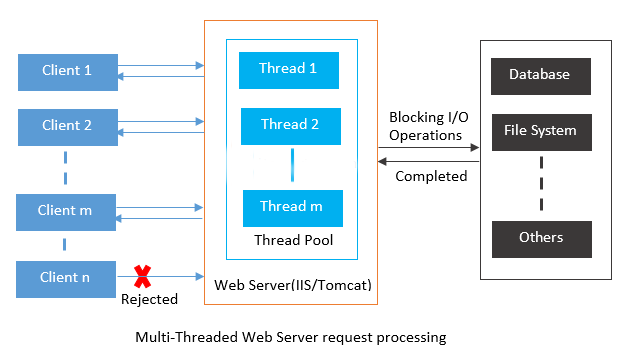 Client 1
Client 2
Client m
Client n
Rejected
Thread 1
Thread 2
Thread m
Thread Pool
Web Server(IIS/Tomcat)
Blocking I/O
Operations
Completed
Database
File System
Others
Multi-Threaded Web Server request processing